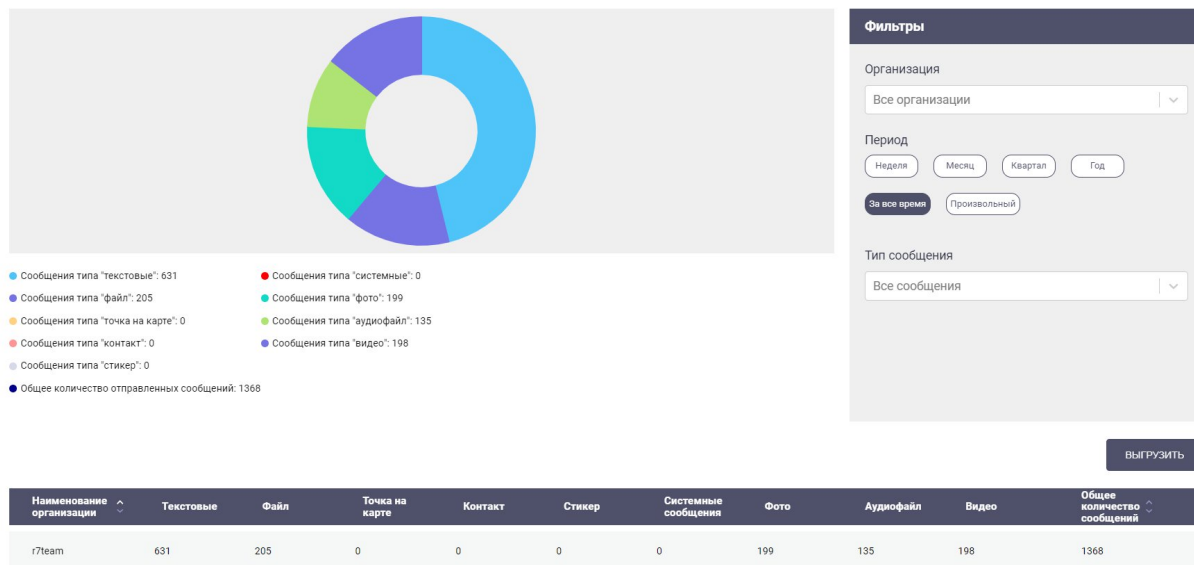 Фильтры
Организация
Все организации
Период
Неделя Месяц Квартал Год
За все время Произвольный
Тип сообщения
Все сообщения
Сообщения типа "текстовые": 631 Сообщения типа "системные": 0
Сообщения типа "файл": 205 Сообщения типа "фото": 199
Сообщения типа "точка на карте": 0 Сообщения типа "аудиофайл": 135
Сообщения типа "контакт": 0 Сообщения типа "видео": 198
Сообщения типа "стикер": 0
Общее количество отправленных сообщений: 1368
ВЫГРУЗИТЬ
Наименование организации Текстовые Файл Точка на карте Контакт Стикер Системные сообщения Фото Аудиофайл Видео Общее количество сообщений
r7team 631 205 0 0 0 0 199 135 198 1368